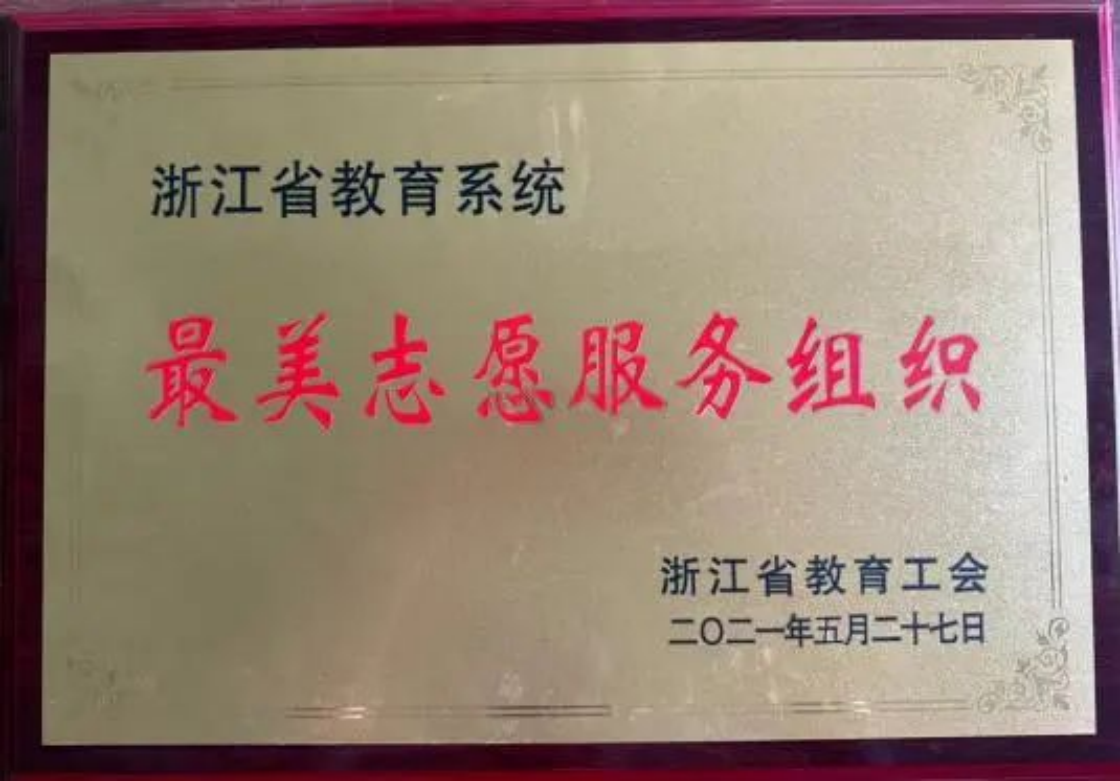 浙江省教育系统
最美志愿服务组织
浙江省教育工会
二〇二一年五月二十七日